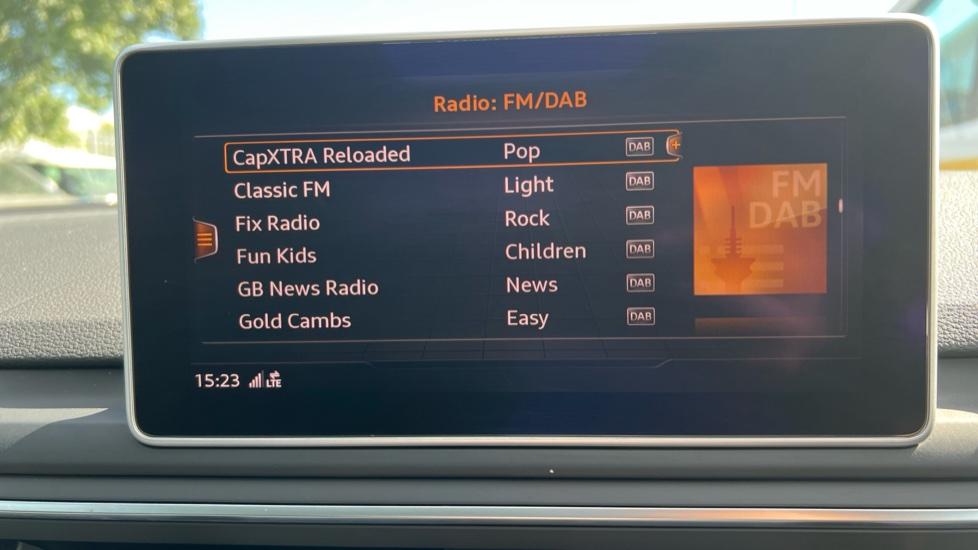 Radio: FM/DAB
CapXTRA Reloaded Pop DAB +
Classic FM Light DAB
Fix Radio Rock DAB
Fun Kids Children DAB
GB News Radio News DAB
Gold Cambs Easy DAB
FM
DAB
15:23 LTE